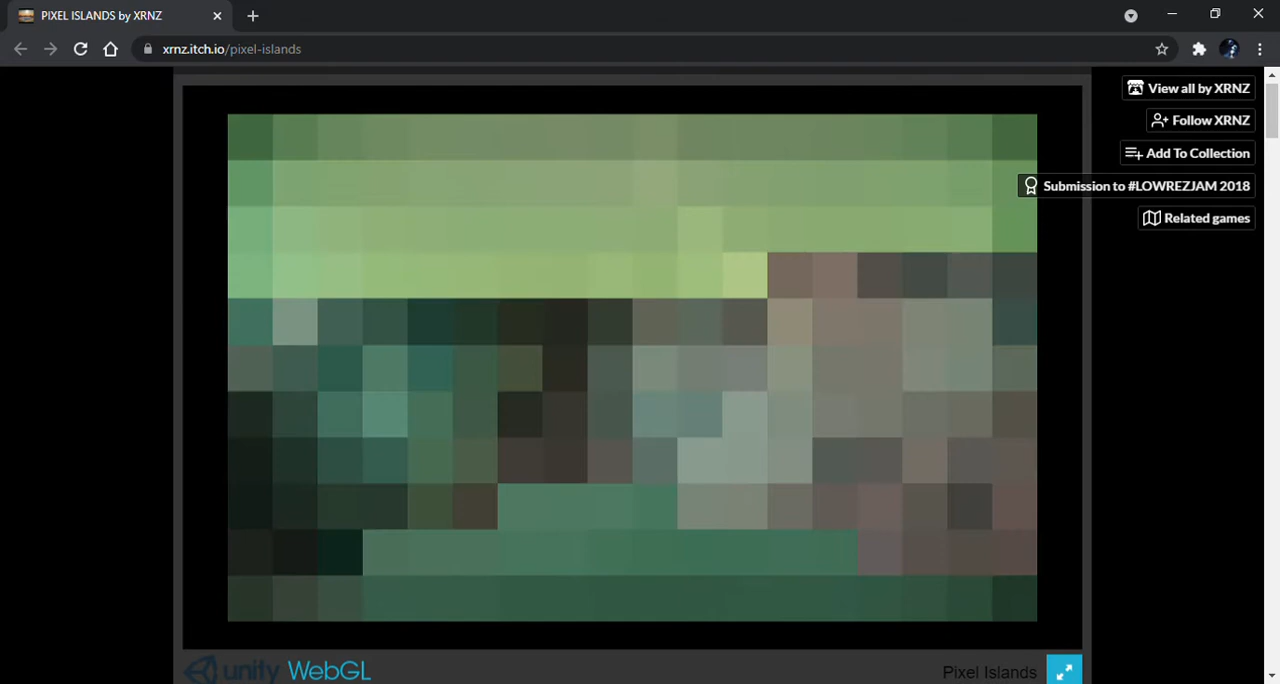 PIXEL ISLANDS by XRNZ
xrnz.itch.io/pixel-islands
View all by XRNZ
Follow XRNZ
Add To Collection
Submission to #LOWREZJAM 2018
Related games
unity WebGL
Pixel Islands